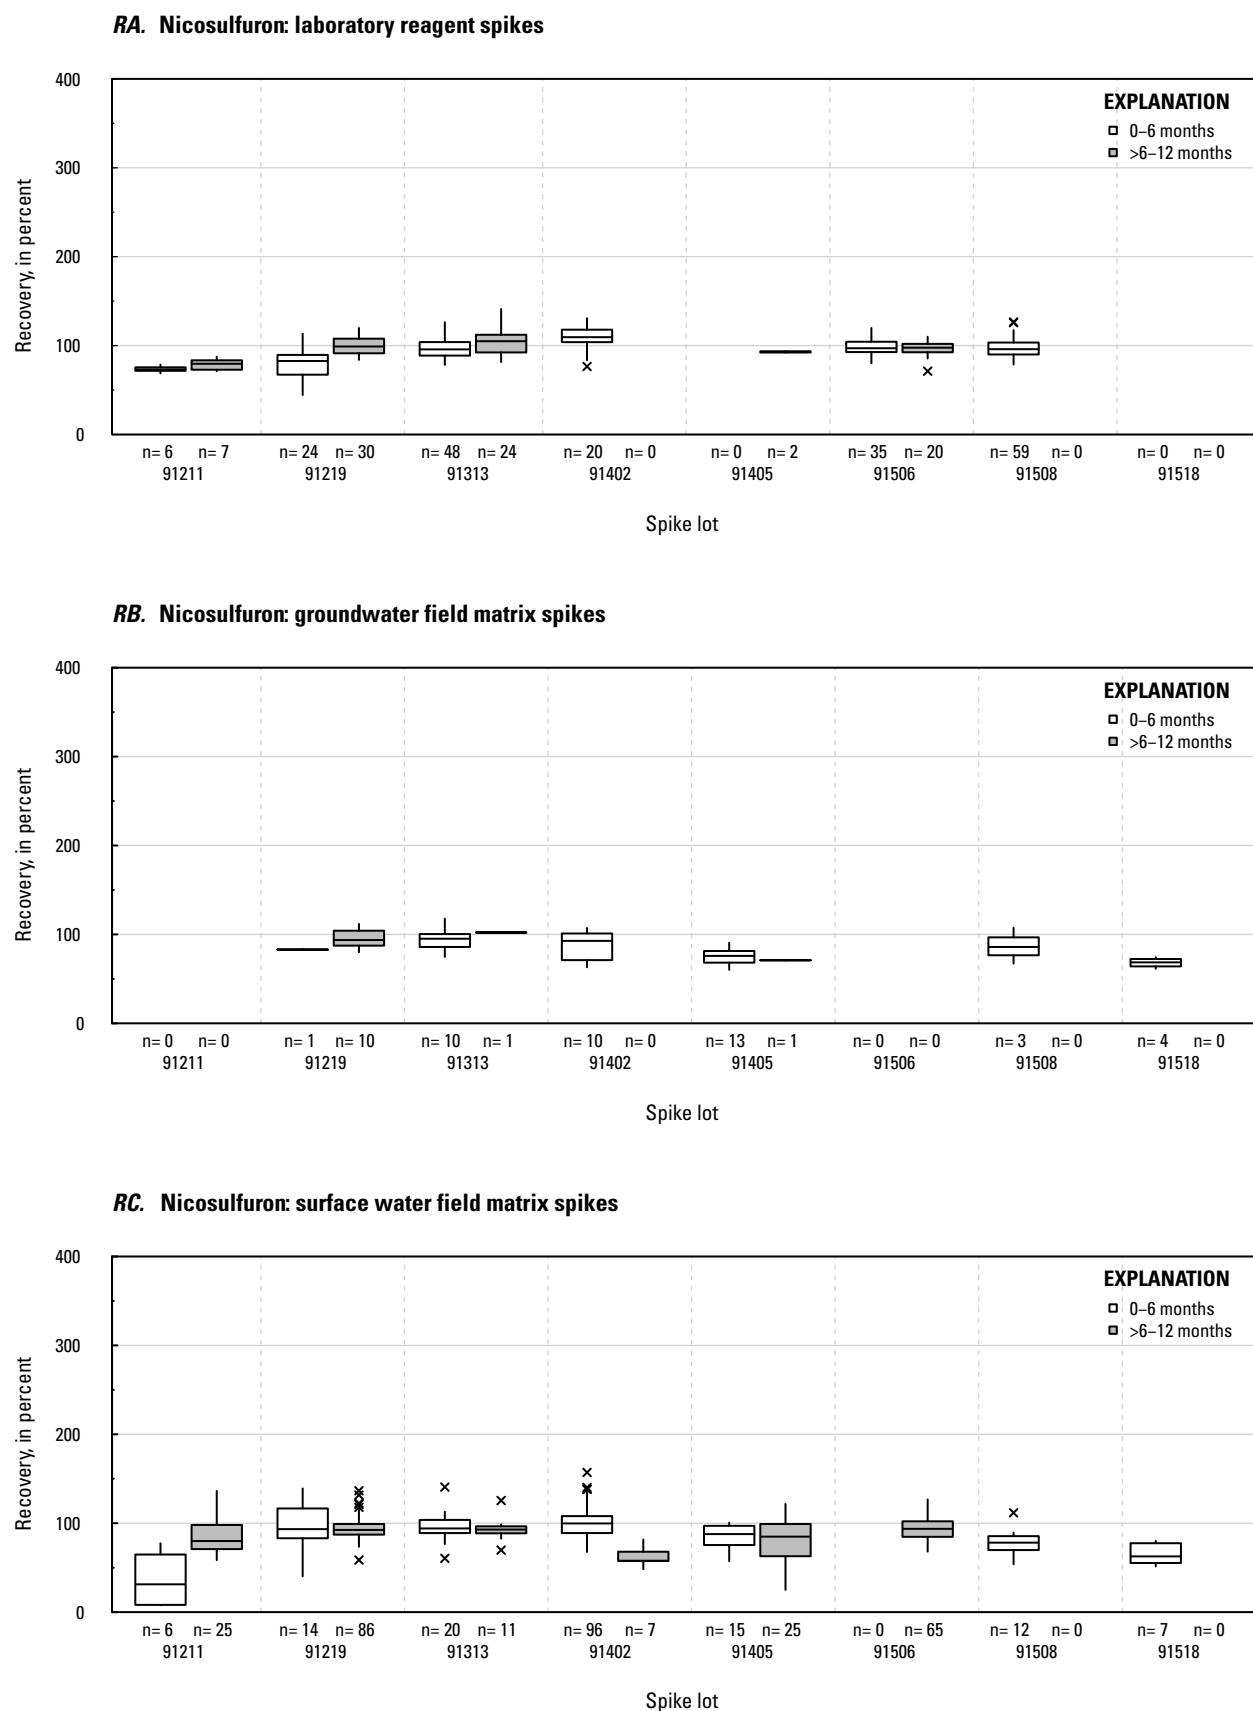 RA. Nicosulfuron: laboratory reagent spikes
400
300
200
100
0
Recovery, in percent
EXPLANATION
0–6 months
>6–12 months
n= 6 n= 7 n= 24 n= 30 n= 48 n= 24 n= 20 n= 0 n= 0 n= 2 n= 35 n= 20 n= 59 n= 0 n= 0 n= 0
91211 91219 91313 91402 91405 91506 91508 91518
Spike lot
RB. Nicosulfuron: groundwater field matrix spikes
400
300
200
100
0
Recovery, in percent
EXPLANATION
0–6 months
>6–12 months
n= 0 n= 0 n= 1 n= 10 n= 10 n= 1 n= 10 n= 0 n= 13 n= 1 n= 0 n= 0 n= 3 n= 0 n= 4 n= 0
91211 91219 91313 91402 91405 91506 91508 91518
Spike lot
RC. Nicosulfuron: surface water field matrix spikes
400
300
200
100
0
Recovery, in percent
EXPLANATION
0–6 months
>6–12 months
n= 6 n= 25 n= 14 n= 86 n= 20 n= 11 n= 96 n= 7 n= 15 n= 25 n= 0 n= 65 n= 12 n= 0 n= 7 n= 0
91211 91219 91313 91402 91405 91506 91508 91518
Spike lot